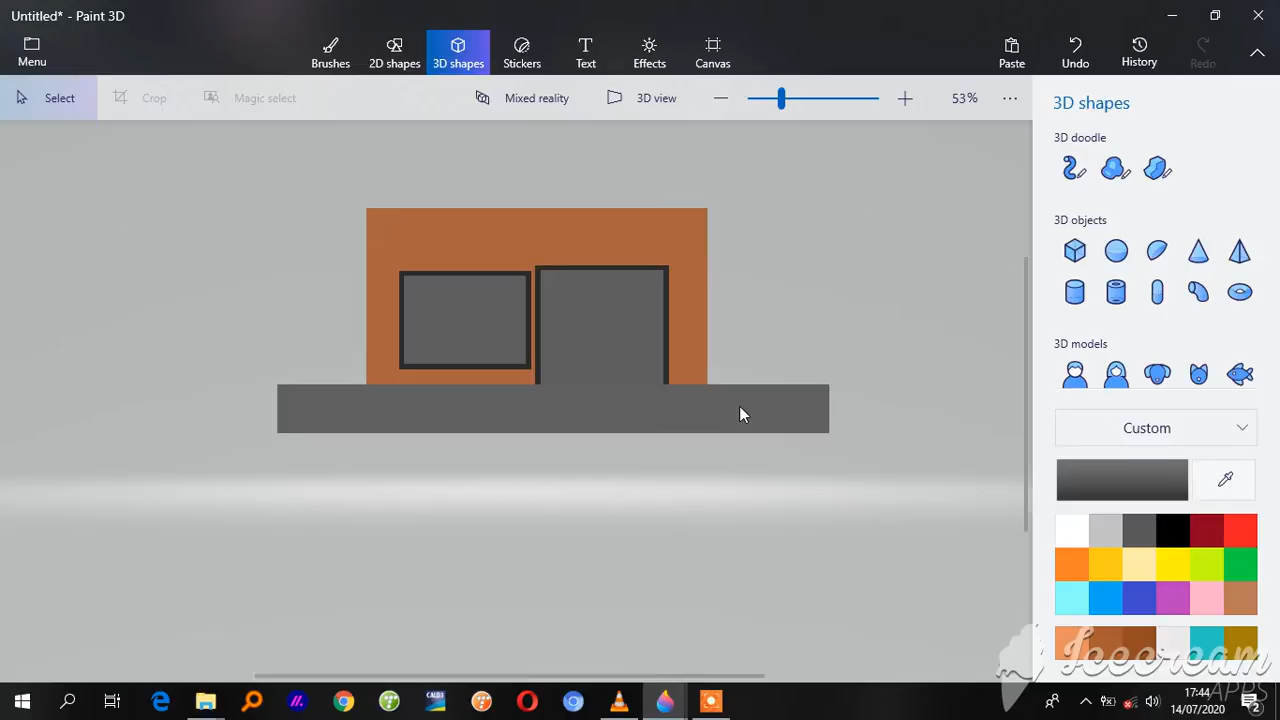 Untitled* - Paint 3D
Menu
Brushes
2D shapes
3D shapes
Stickers
Text
Effects
Canvas
Paste
Undo
History
Redo
Select
Crop
Magic select
Mixed reality
3D view
53%
3D shapes
3D doodle
3D objects
3D models
Custom
Icecream
APPS
CALD3
17:44
14/07/2020
2